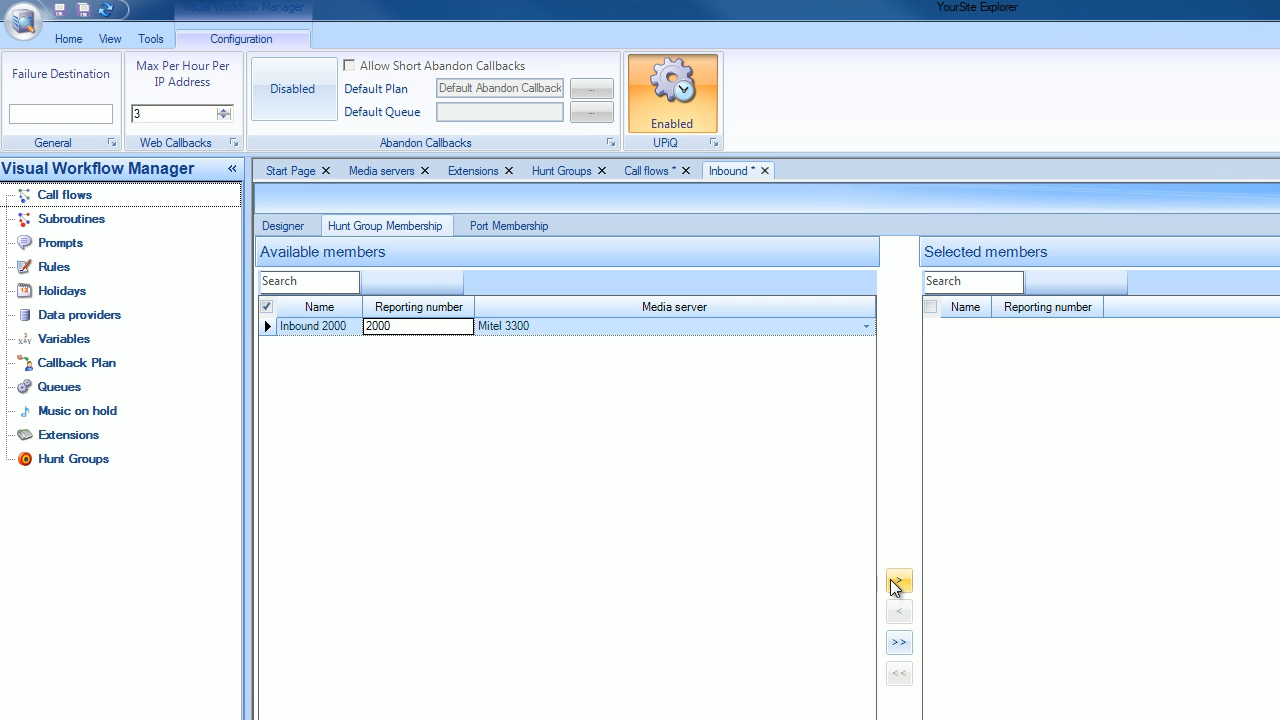 Visual Workflow Manager
YourSite Explorer
Home View Tools Configuration
Failure Destination
General
Max Per Hour Per
IP Address
3
Web Callbacks
Disabled
Allow Short Abandon Callbacks
Default Plan Default Abandon Callback ...
Default Queue ...
Abandon Callbacks
Enabled
UPiQ
Visual Workflow Manager «
Call flows
Subroutines
Prompts
Rules
Holidays
Data providers
Variables
Callback Plan
Queues
Music on hold
Extensions
Hunt Groups
Start Page Media servers Extensions Hunt Groups Call flows * Inbound *
Designer Hunt Group Membership Port Membership
Available members
Search
Name Reporting number Media server
Inbound 2000 2000 Mitel 3300
>
<
>>
<<
Selected members
Search
Name Reporting number